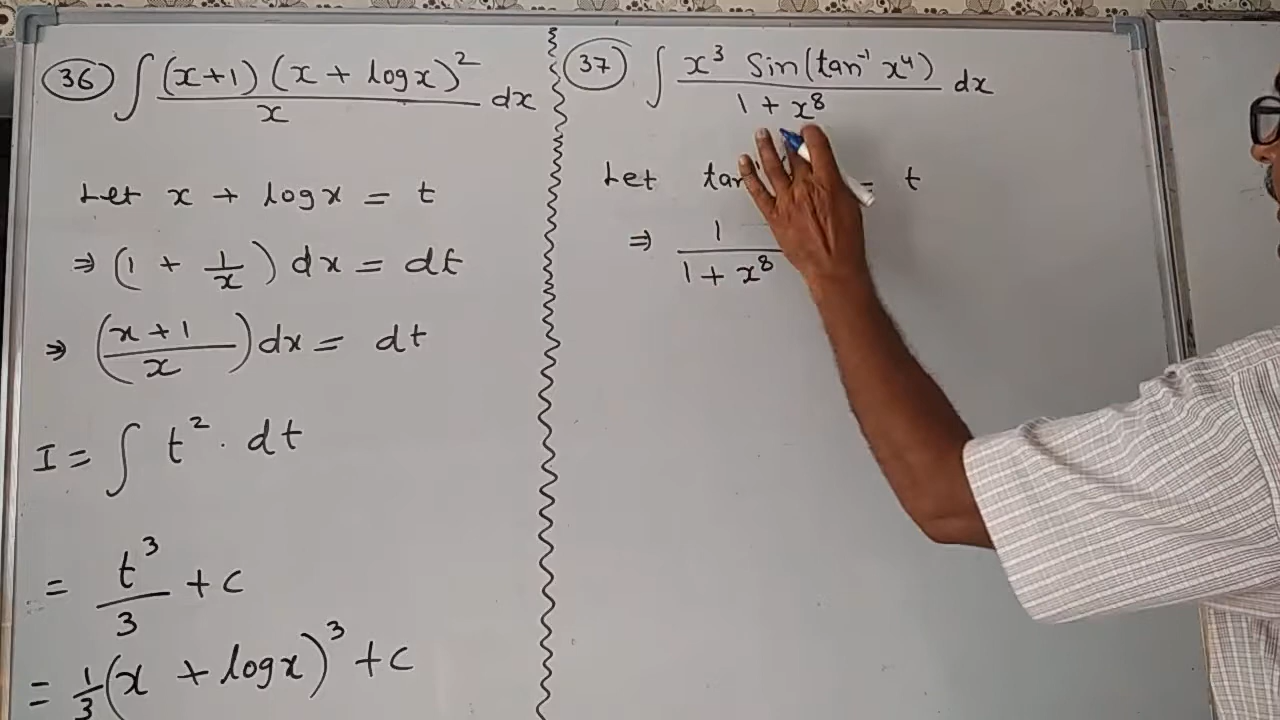 36 ∫ (x+1) (x + log x)² / x dx
Let x + log x = t
⇒ (1 + 1/x) dx = dt
⇒ (x+1 / x) dx = dt
I = ∫ t² · dt
= t³/3 + c
= 1/3 (x + log x)³ + c
37 ∫ x³ Sin(tan⁻¹ x⁴) / 1 + x⁸ dx
Let tan = t
⇒ 1 / 1 + x⁸